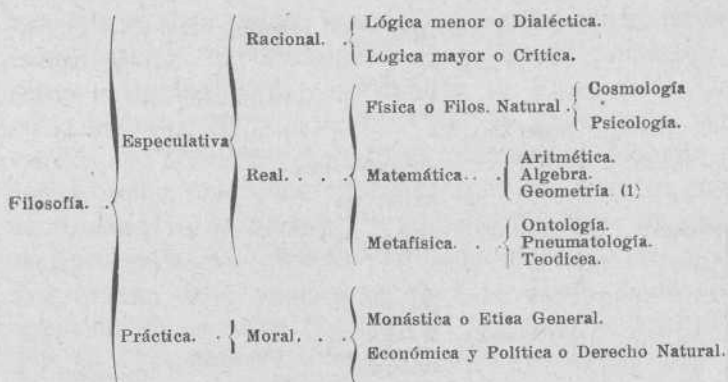 Lógica menor o Dialéctica.
Racional. .
Lógica mayor o Crítica.
Cosmología
Física o Filos. Natural .
Psicología.
Especulativa
Aritmética.
Real. . . .
Matemática. . .
Algebra.
Geometría (1)
Filosofía. .
Ontología.
Metafísica. . .
Pneumatología.
Teodicea.
Monástica o Etica General.
Práctica. .
Moral. . .
Económica y Política o Derecho Natural.